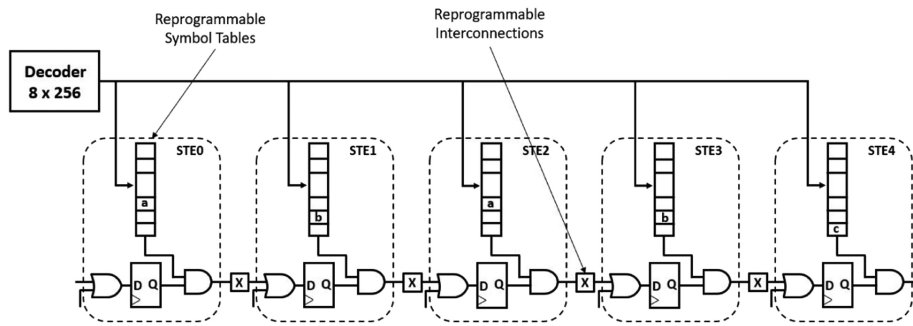 Reprogrammable
Symbol Tables
Reprogrammable
Interconnections
Decoder
8 x 256
STE0
STE1
STE2
STE3
STE4
a
b
a
b
c
D Q
X
D Q
X
D Q
X
D Q
X
D Q